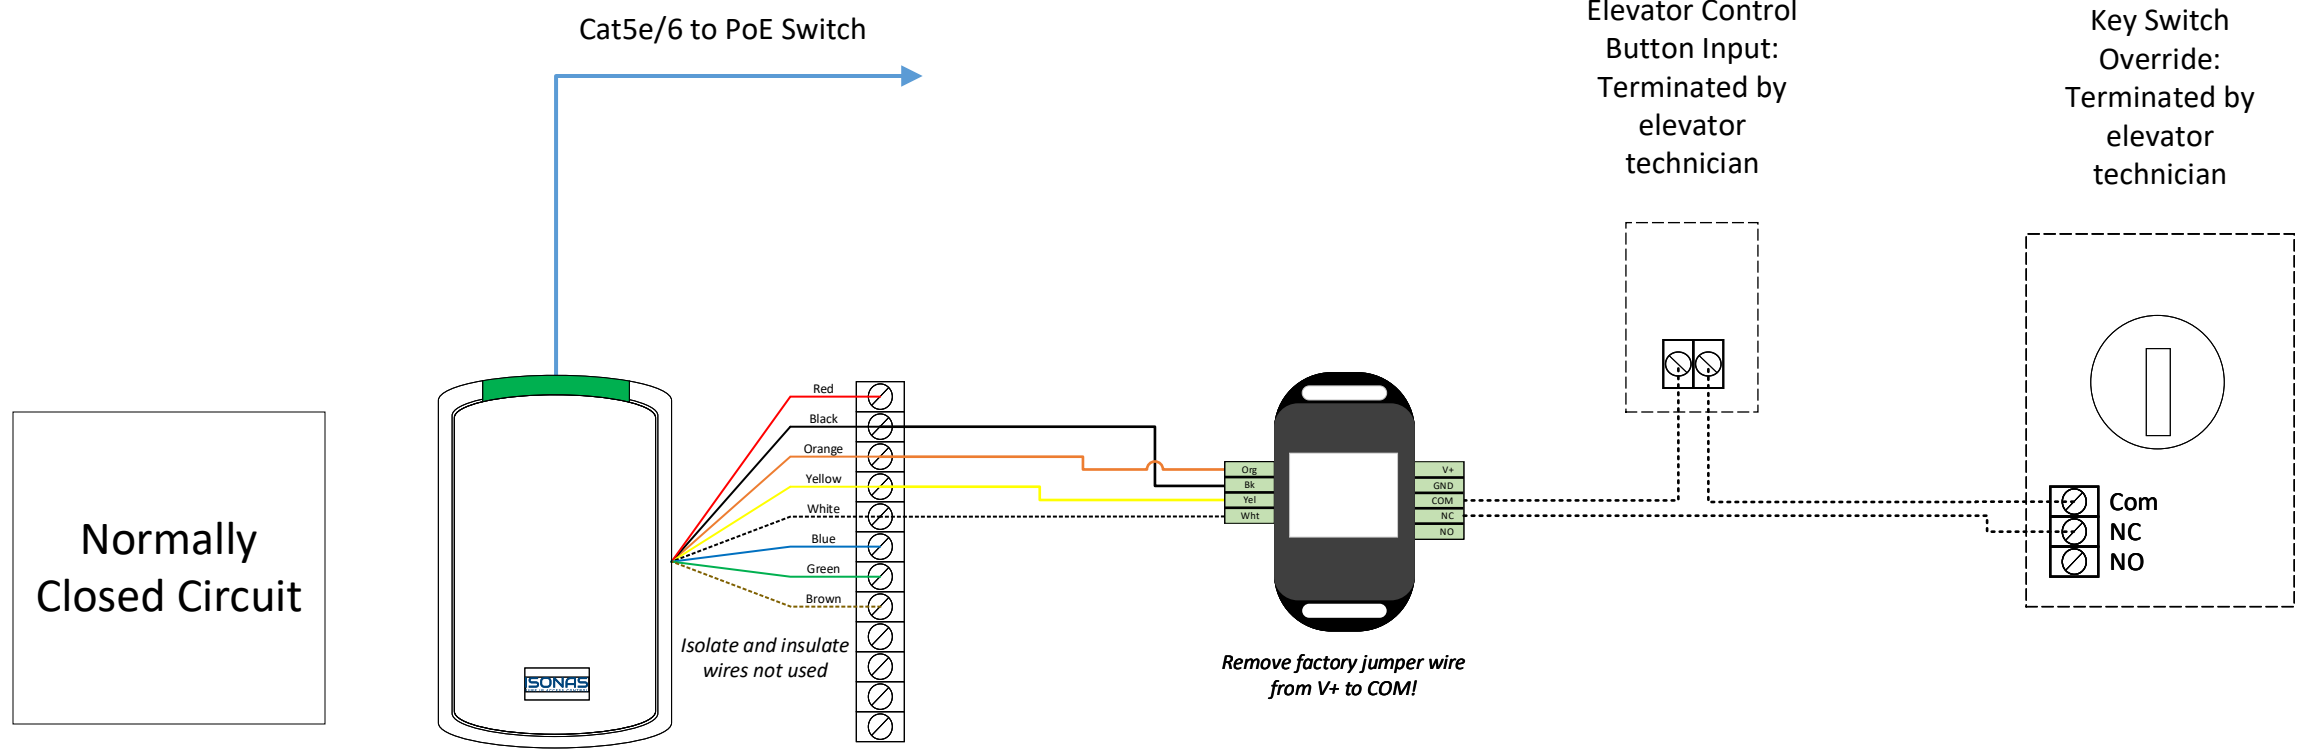 Cat5e/6 to PoE Switch
Elevator Control
Button Input:
Terminated by
elevator
technician
Key Switch
Override:
Terminated by
elevator
technician
Normally
Closed Circuit
ISONAS
Red
Black
Orange
Yellow
White
Blue
Green
Brown
Isolate and insulate
wires not used
Org
Bk
Yel
Wht
V+
GND
COM
NC
NO
Remove factory jumper wire
from V+ to COM!
Com
NC
NO